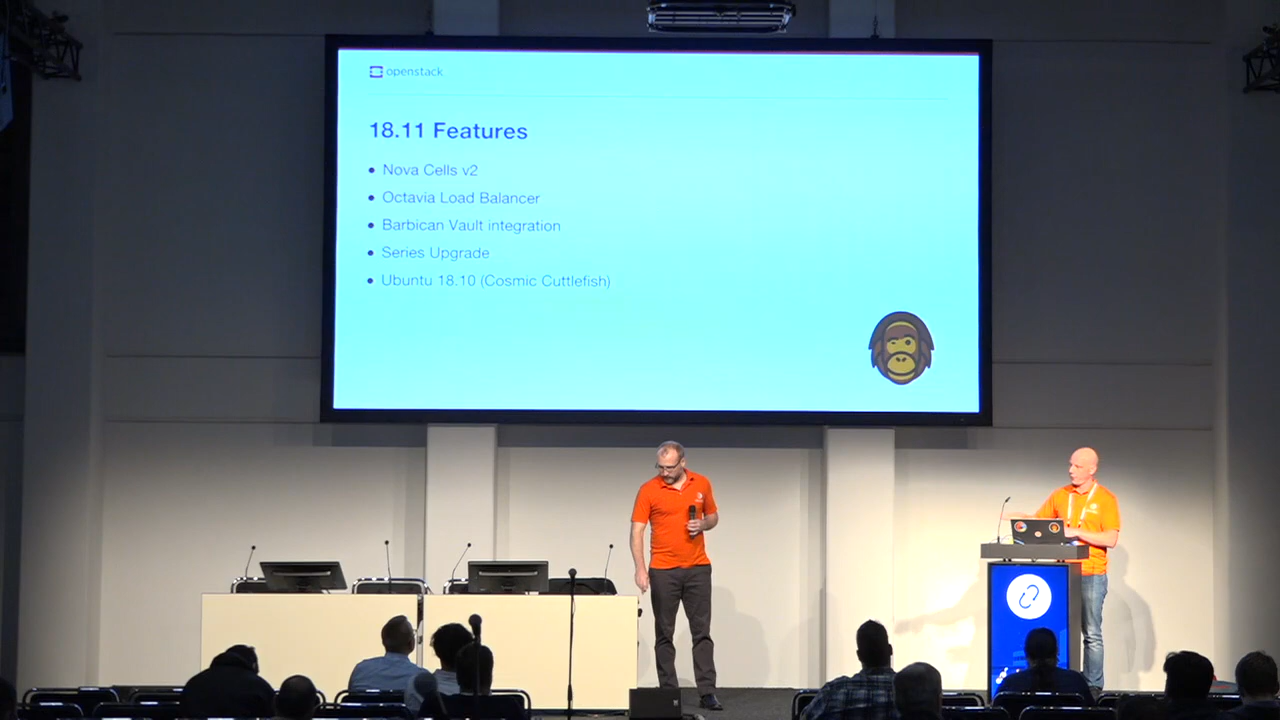 openstack
18.11 Features
• Nova Cells v2
• Octavia Load Balancer
• Barbican Vault integration
• Series Upgrade
• Ubuntu 18.10 (Cosmic Cuttlefish)